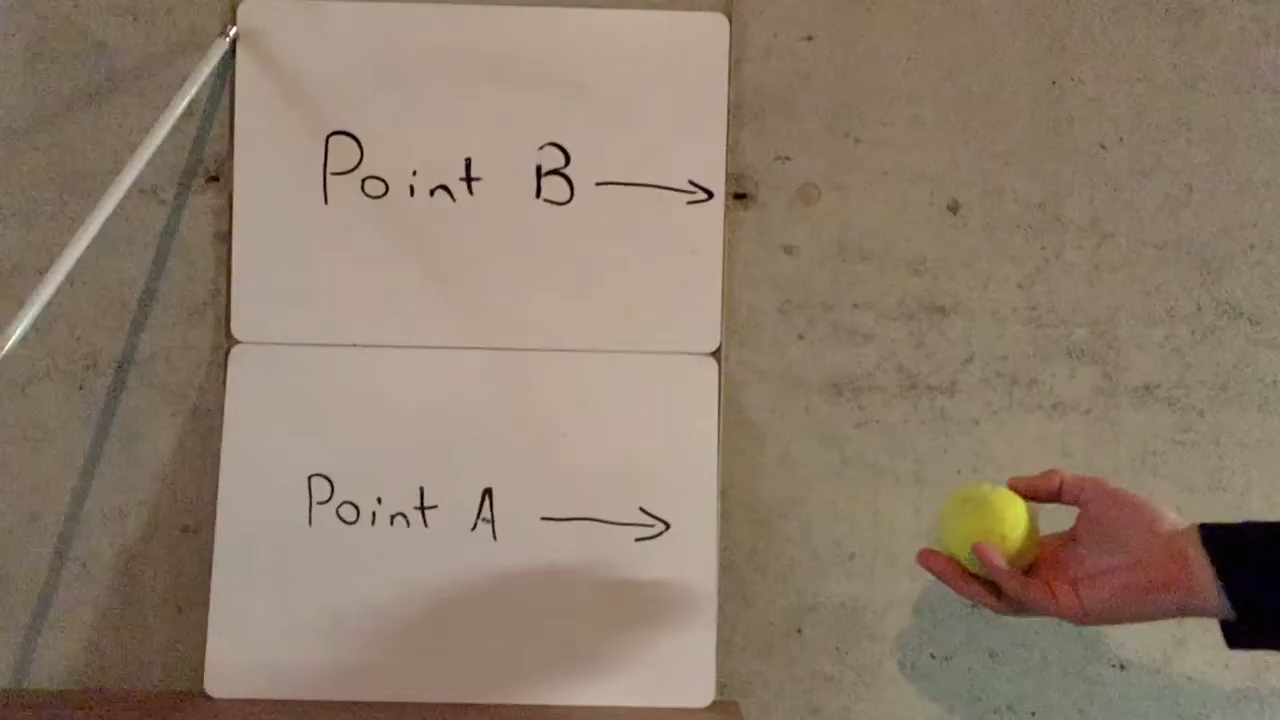 Point B →
Point A →